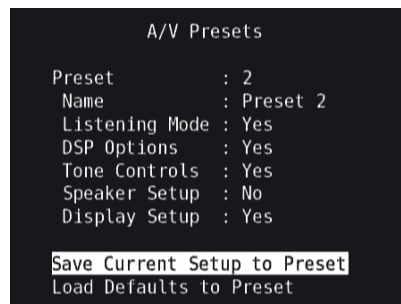 A/V Presets
Preset : 2
Name : Preset 2
Listening Mode : Yes
DSP Options : Yes
Tone Controls : Yes
Speaker Setup : No
Display Setup : Yes
Save Current Setup to Preset
Load Defaults to Preset